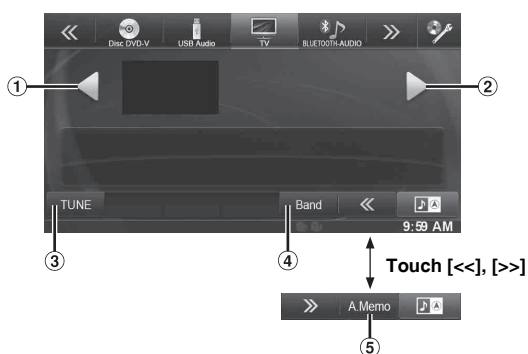 « Disc DVD-V USB Audio TV BLUETOOTH-AUDIO »
① ②
TUNE Band «
9:59 AM
③ ④
Touch [<<], [>>]
» A.Memo
⑤